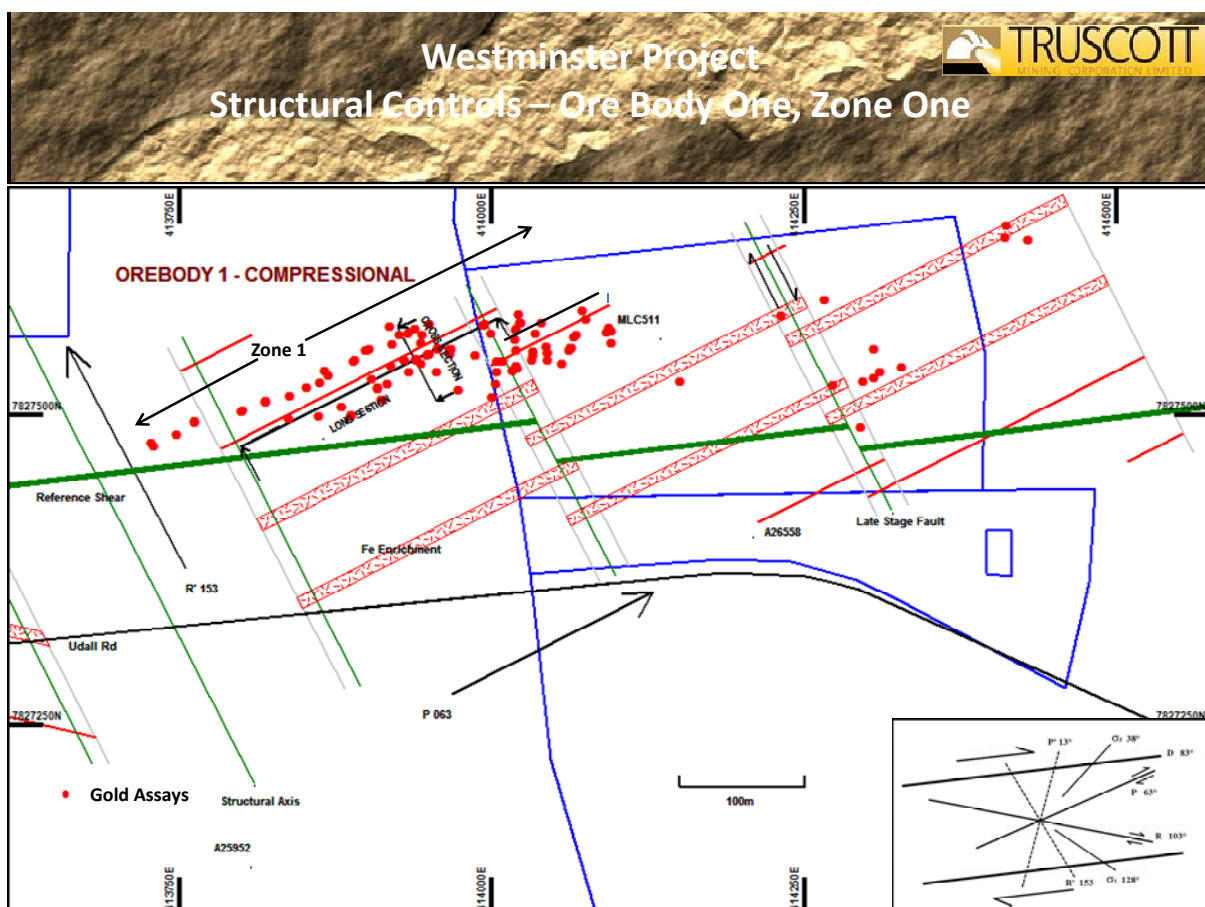 Westminster Project
Structural Controls – Ore Body One, Zone One
TRUSCOTT
MINING CORPORATION LIMITED
413750E
414000E
414250E
414500E
OREBODY 1 - COMPRESSIONAL
Zone 1
CROSS SECTION
LONG SECTION
MLC511
7827500N
7827500N
Reference Shear
Fe Enrichment
A26558
Late Stage Fault
R' 153
Udall Rd
P 063
7827250N
7827250N
Gold Assays
Structural Axis
100m
A25952
413750E
414000E
414250E
P' 13°
38°
D 83°
P 63°
R 103°
R' 153
128°